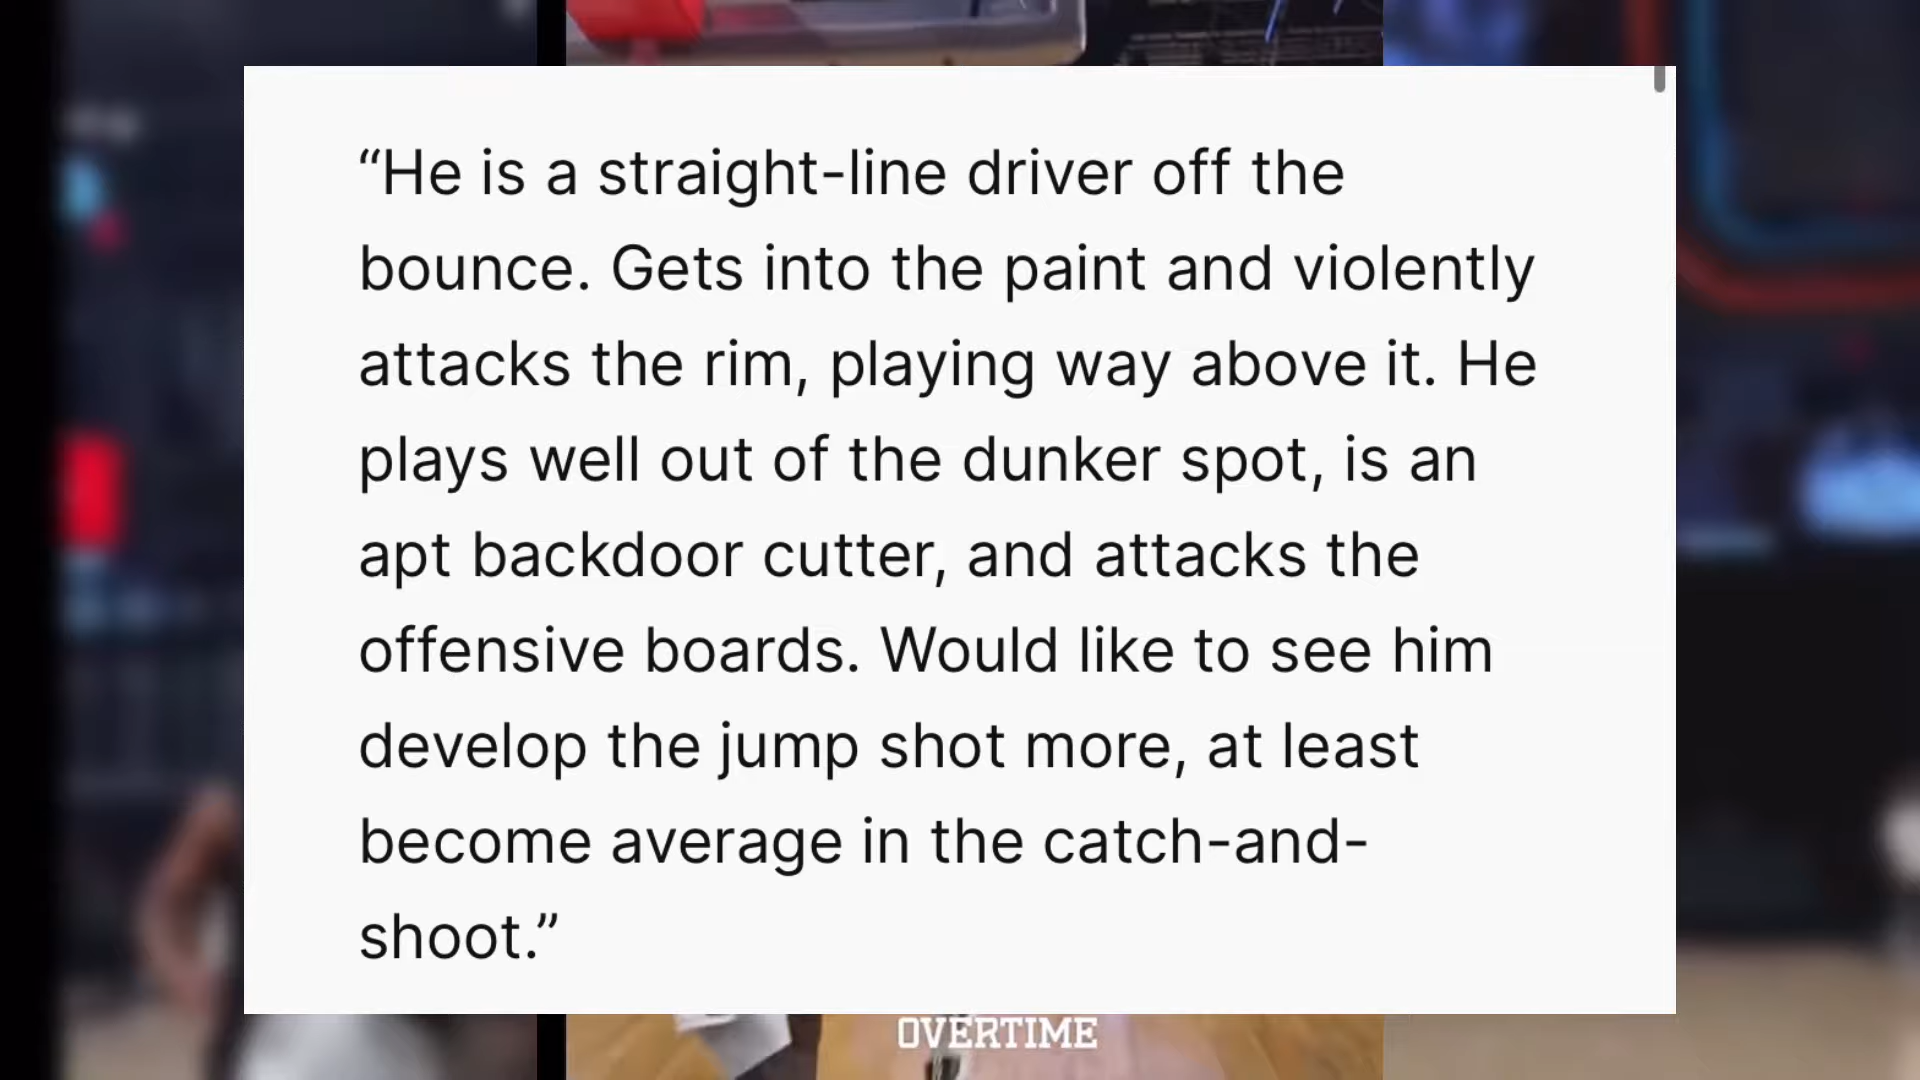 “He is a straight-line driver off the
bounce. Gets into the paint and violently
attacks the rim, playing way above it. He
plays well out of the dunker spot, is an
apt backdoor cutter, and attacks the
offensive boards. Would like to see him
develop the jump shot more, at least
become average in the catch-and-
shoot.”
OVERTIME